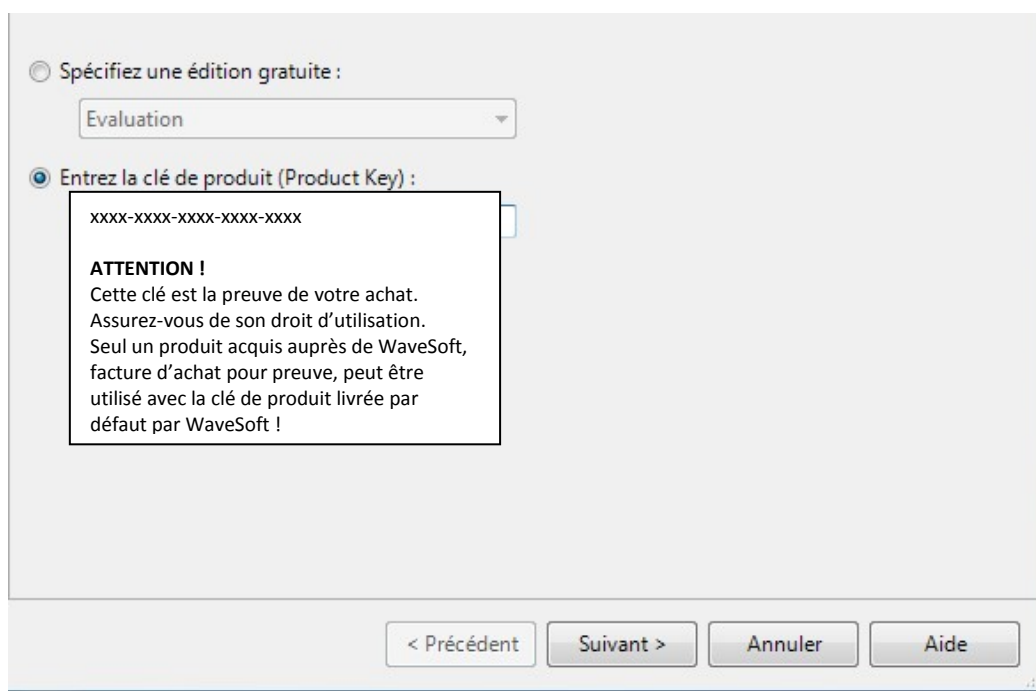 Spécifiez une édition gratuite :
Evaluation
Entrez la clé de produit (Product Key) :
xxxx-xxxx-xxxx-xxxx-xxxx
ATTENTION !
Cette clé est la preuve de votre achat.
Assurez-vous de son droit d’utilisation.
Seul un produit acquis auprès de WaveSoft,
facture d’achat pour preuve, peut être
utilisé avec la clé de produit livrée par
défaut par WaveSoft !
< Précédent Suivant > Annuler Aide